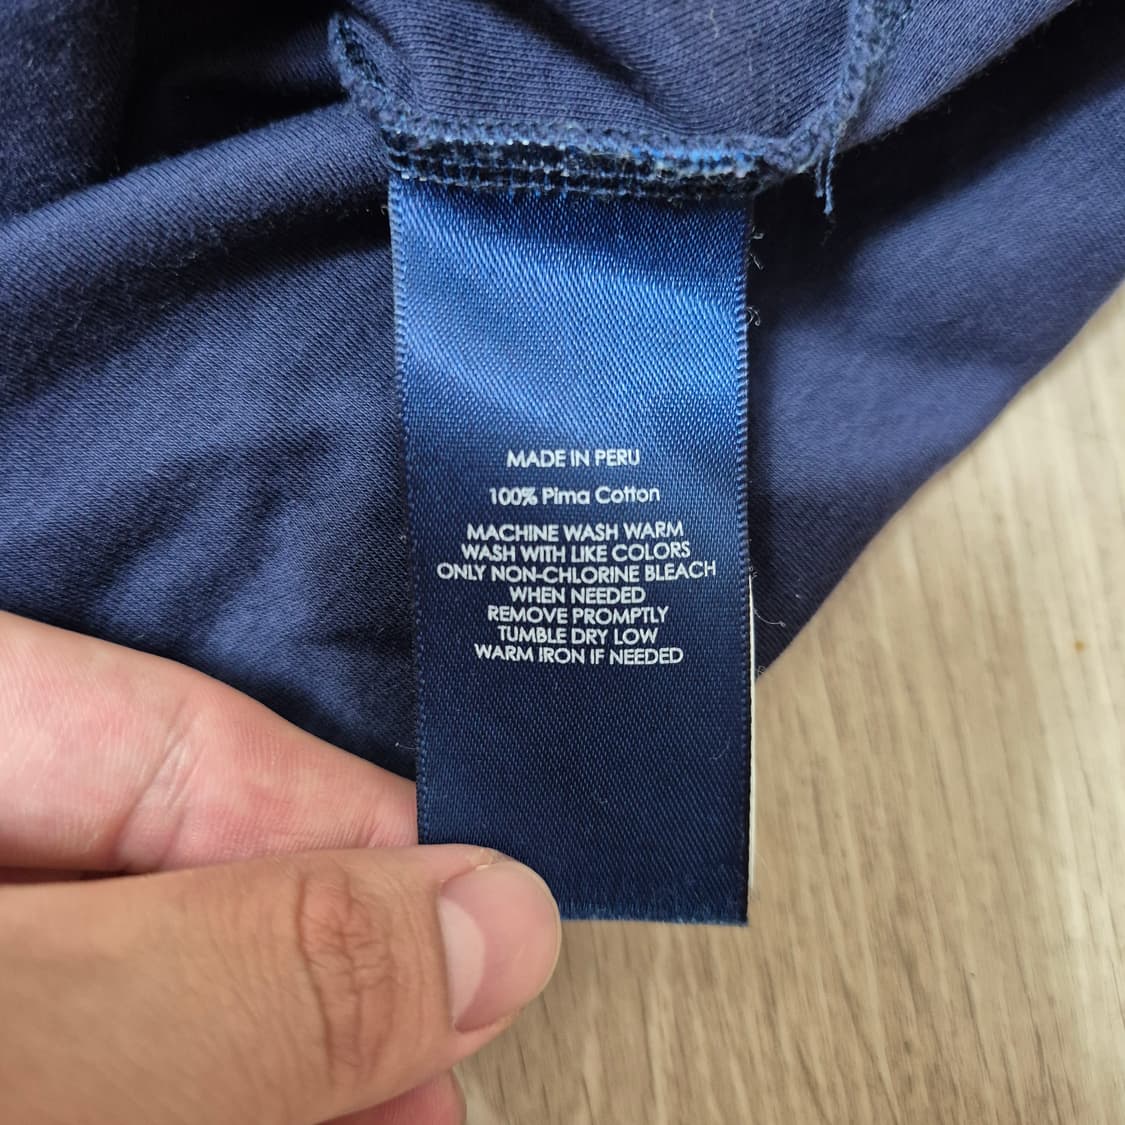 MADE IN PERU
100% Pima Cotton
MACHINE WASH WARM
WASH WITH LIKE COLORS
ONLY NON-CHLORINE BLEACH
WHEN NEEDED
REMOVE PROMPTLY
TUMBLE DRY LOW
WARM IRON IF NEEDED